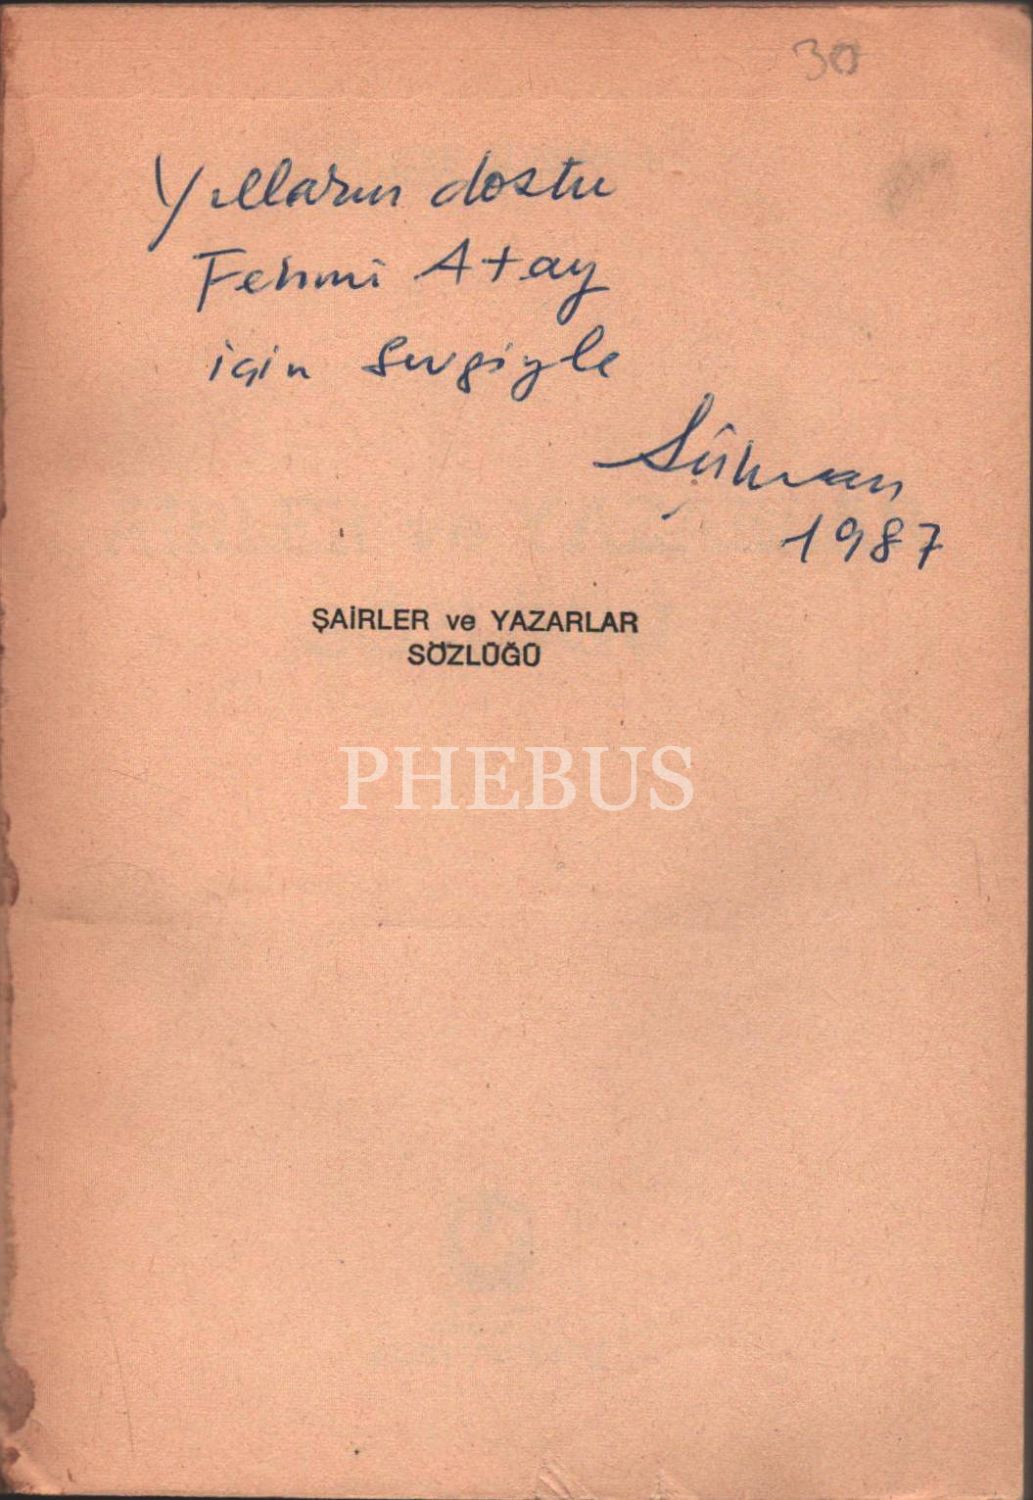 30
Yılların dostu
Fehmi Atay
için sevgiyle
Şükran
1987
ŞAİRLER ve YAZARLAR
SÖZLÜĞÜ
PHEBUS